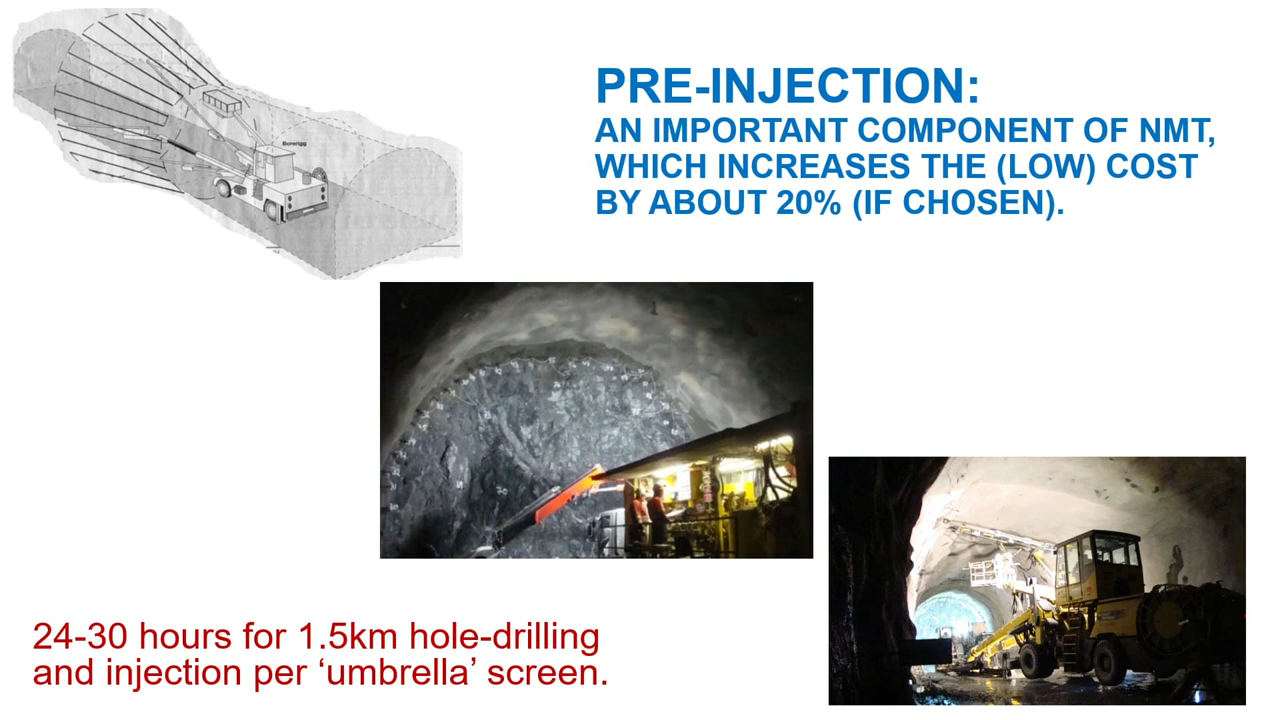 Borerigg
PRE-INJECTION:
AN IMPORTANT COMPONENT OF NMT,
WHICH INCREASES THE (LOW) COST
BY ABOUT 20% (IF CHOSEN).
24-30 hours for 1.5km hole-drilling
and injection per ‘umbrella’ screen.